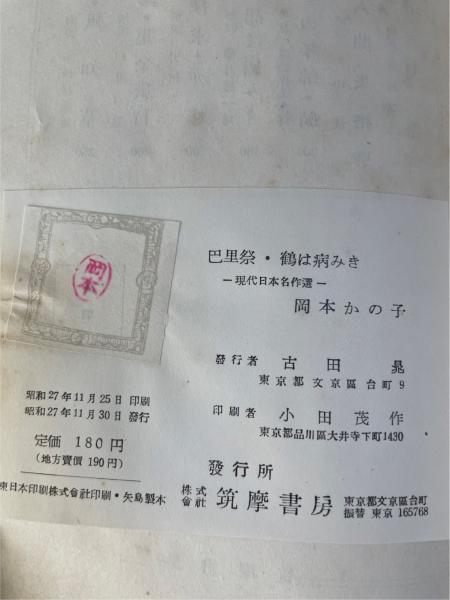 巴里祭・鶴は病みき
―現代日本名作選―
岡本かの子
發行者 古田 晁
東京都文京區台町9
印刷者 小田茂作
東京都品川區大井寺下町1430
發行所
株式會社 筑摩書房
東京都文京區台町
振替 東京 165768
岡本
昭和27年11月25日 印刷
昭和27年11月30日 發行
定価 180円
(地方賣價 190円)
東日本印刷株式會社印刷・矢島製本